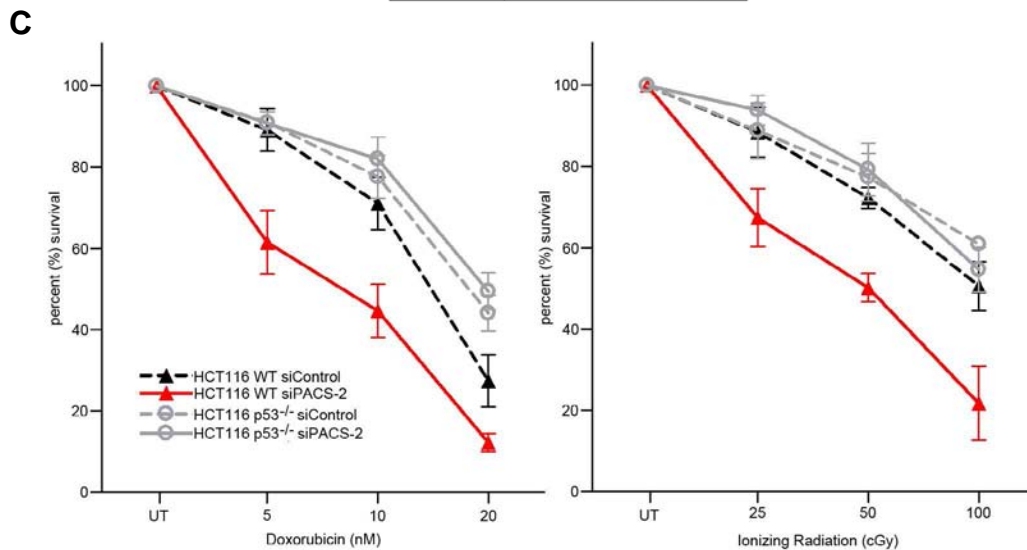 C
percent (%) survival
100
80
60
40
20
0
HCT116 WT siControl
HCT116 WT siPACS-2
HCT116 p53-/- siControl
HCT116 p53-/- siPACS-2
UT 5 10 20
Doxorubicin (nM)
percent (%) survival
100
80
60
40
20
0
UT 25 50 100
Ionizing Radiation (cGy)